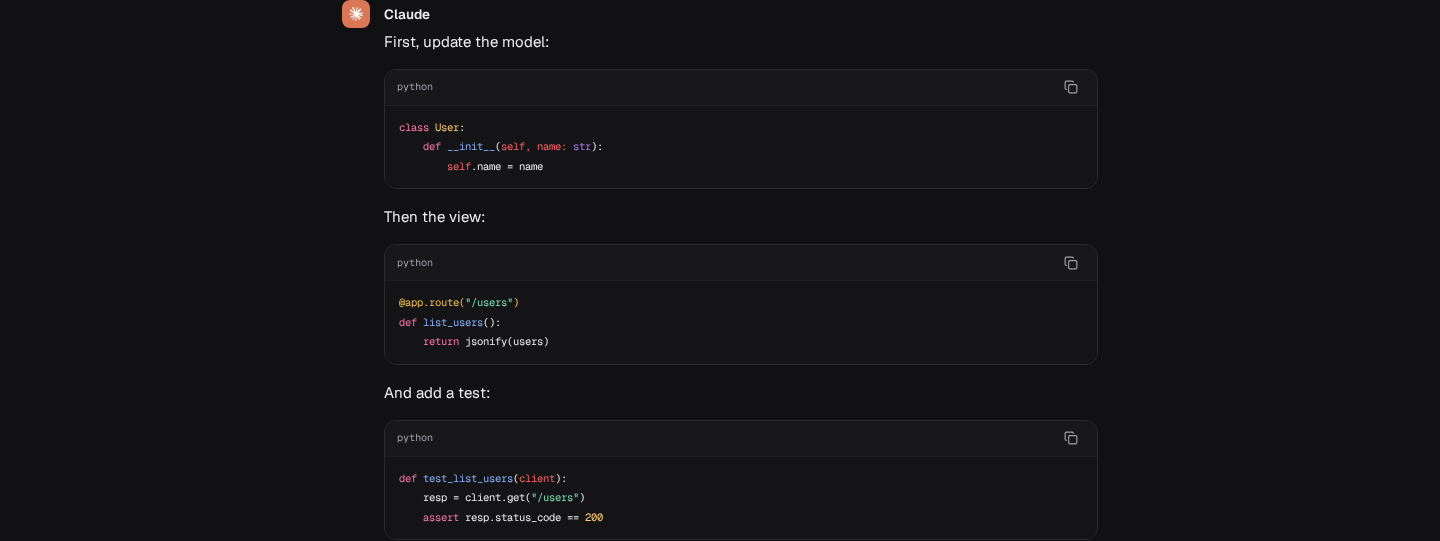 Claude
First, update the model:
python
class User:
    def __init__(self, name: str):
        self.name = name
Then the view:
python
@app.route("/users")
def list_users():
    return jsonify(users)
And add a test:
python
def test_list_users(client):
    resp = client.get("/users")
    assert resp.status_code == 200